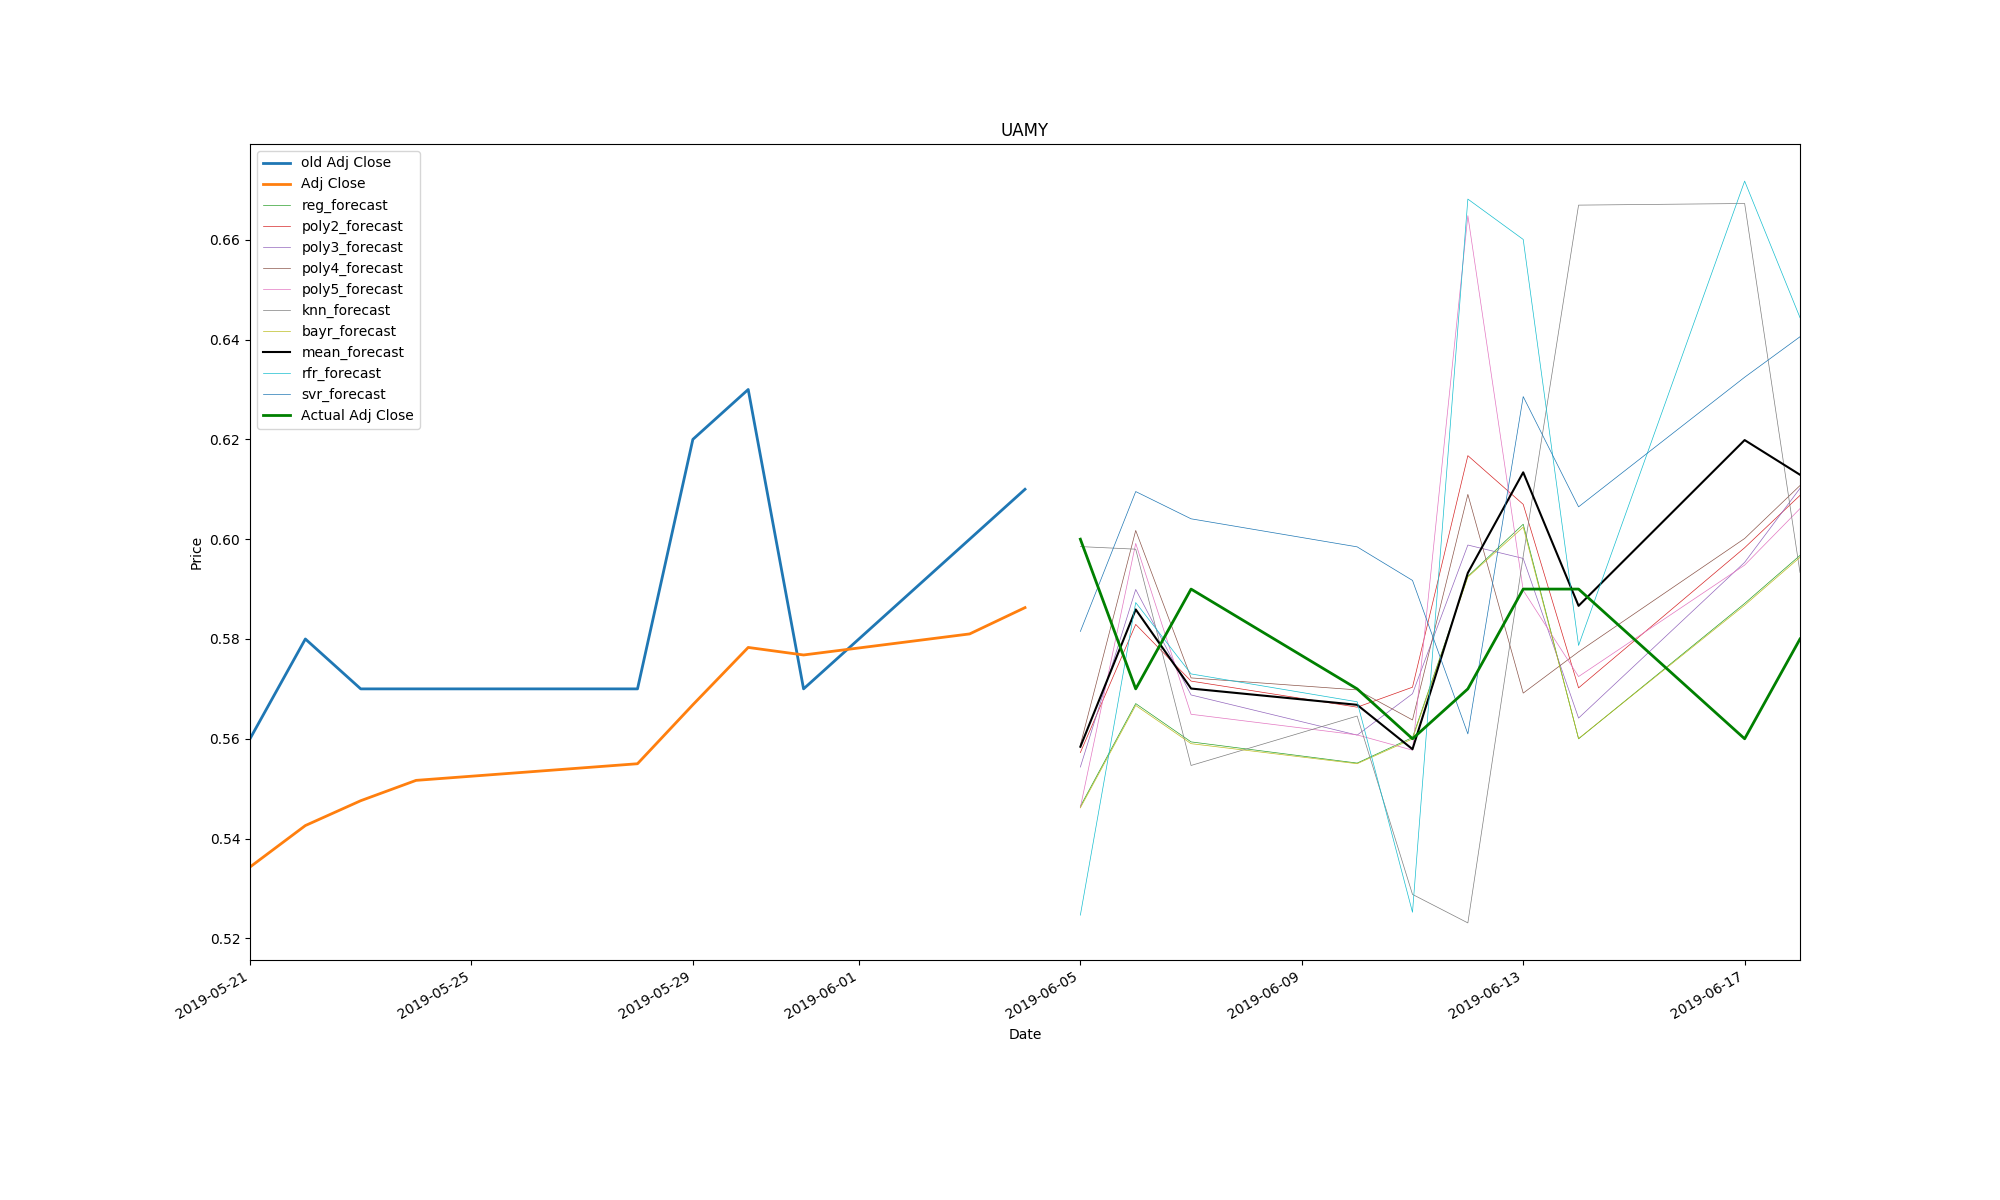 UAMY
old Adj Close
Adj Close
reg_forecast
poly2_forecast
poly3_forecast
poly4_forecast
poly5_forecast
knn_forecast
bayr_forecast
mean_forecast
rfr_forecast
svr_forecast
Actual Adj Close
Price
0.66
0.64
0.62
0.60
0.58
0.56
0.54
0.52
2019-05-21
2019-05-25
2019-05-29
2019-06-01
2019-06-05
2019-06-09
2019-06-13
2019-06-17
Date